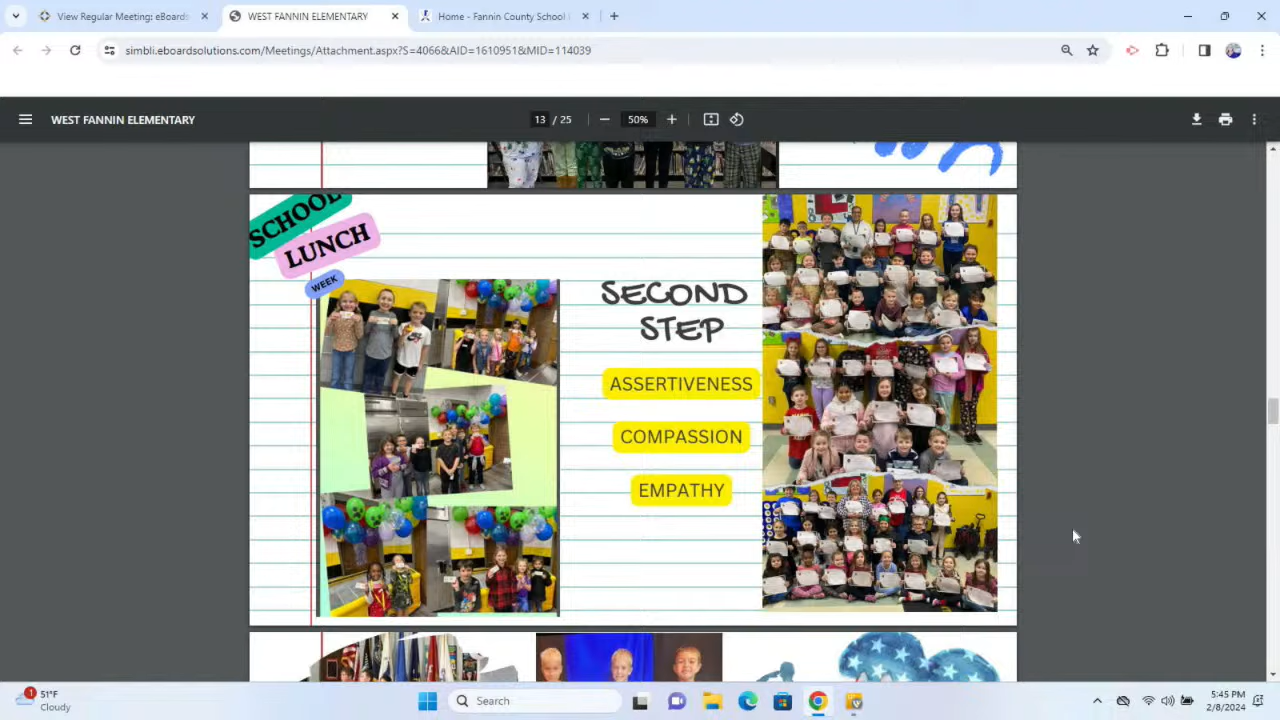 View Regular Meeting: eBoards
WEST FANNIN ELEMENTARY
Home - Fannin County School
simbli.eboardsolutions.com/Meetings/Attachment.aspx?S=4066&AID=1610951&MID=114039
WEST FANNIN ELEMENTARY
13 / 25
50%
SCHOOL
LUNCH
WEEK
SECOND
STEP
ASSERTIVENESS
COMPASSION
EMPATHY
1
51°F
Cloudy
Search
5:45 PM
2/8/2024